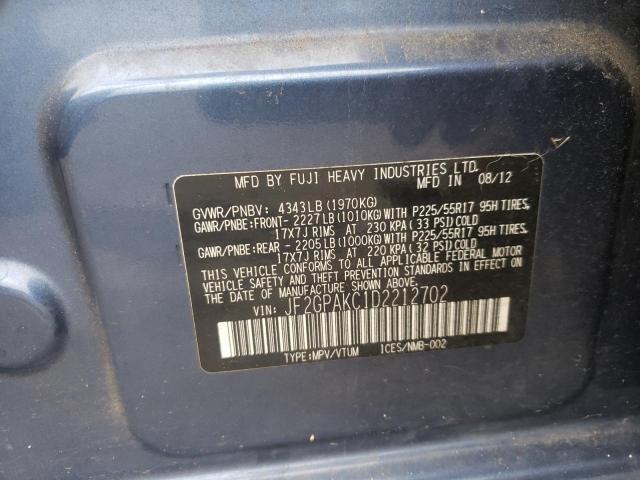 MFD BY FUJI HEAVY INDUSTRIES LTD.
MFD IN 08/12
GVWR/PNBV: 4343LB (1970KG)
GAWR/PNBE:FRONT- 2227LB (1010KG) WITH P225/55R17 95H TIRES,
17X7J RIMS AT 230 KPA (33 PSI) COLD
GAWR/PNBE:REAR - 2205LB (1000KG) WITH P225/55R17 95H TIRES,
17X7J RIMS AT 220 KPA (32 PSI) COLD
THIS VEHICLE CONFORMS TO ALL APPLICABLE FEDERAL MOTOR
VEHICLE SAFETY STANDARDS, BUMPER STANDARDS
AND THEFT PREVENTION STANDARDS IN EFFECT ON
THE DATE OF MANUFACTURE SHOWN ABOVE.
VIN: JF2GPAKC1D2212702
TYPE:MPV/VTUM ICES/NMB-002